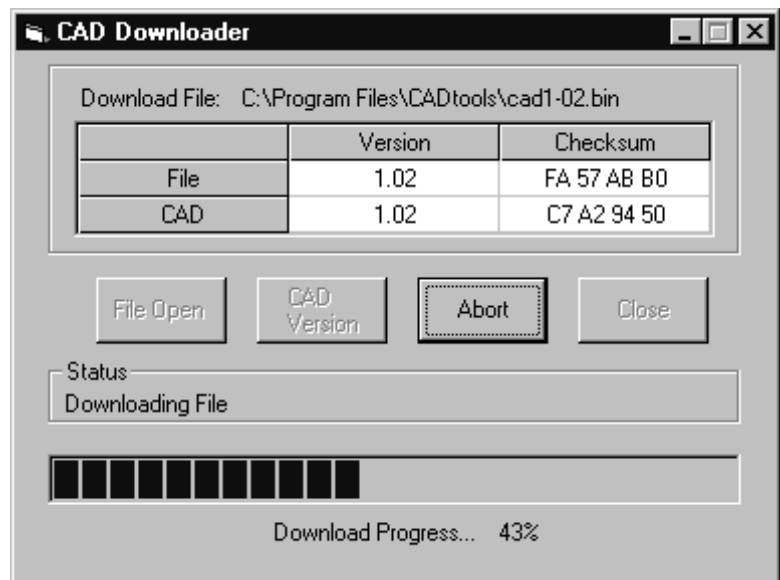 CAD Downloader
Download File: C:\Program Files\CADtools\cad1-02.bin
Version Checksum
File 1.02 FA 57 AB B0
CAD 1.02 C7 A2 94 50
File Open CAD Version Abort Close
Status
Downloading File
Download Progress... 43%